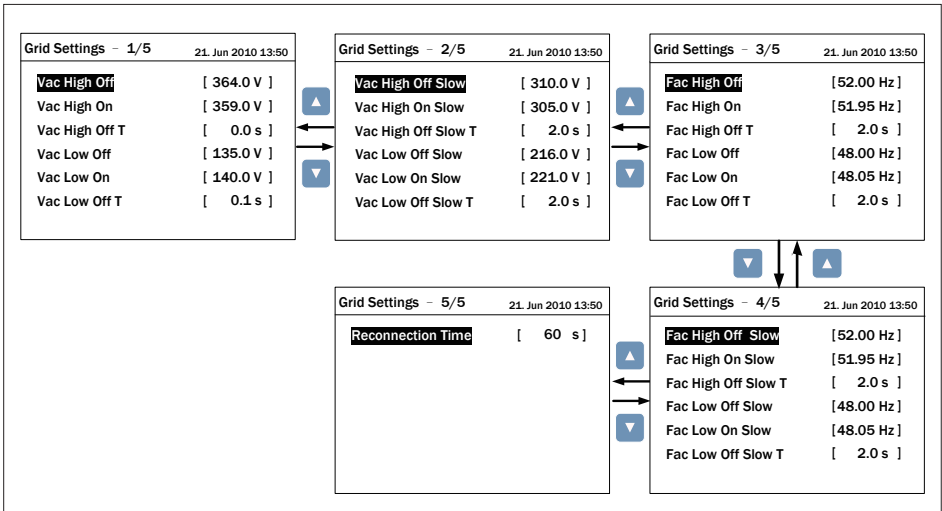 Grid Settings – 1/5 21. Jun 2010 13:50
Vac High Off [ 364.0 V ]
Vac High On [ 359.0 V ]
Vac High Off T [ 0.0 s ]
Vac Low Off [ 135.0 V ]
Vac Low On [ 140.0 V ]
Vac Low Off T [ 0.1 s ]
Grid Settings – 2/5 21. Jun 2010 13:50
Vac High Off Slow [ 310.0 V ]
Vac High On Slow [ 305.0 V ]
Vac High Off Slow T [ 2.0 s ]
Vac Low Off Slow [ 216.0 V ]
Vac Low On Slow [ 221.0 V ]
Vac Low Off Slow T [ 2.0 s ]
Grid Settings – 3/5 21. Jun 2010 13:50
Fac High Off [52.00 Hz ]
Fac High On [51.95 Hz ]
Fac High Off T [ 2.0 s ]
Fac Low Off [48.00 Hz ]
Fac Low On [48.05 Hz ]
Fac Low Off T [ 2.0 s ]
Grid Settings – 4/5 21. Jun 2010 13:50
Fac High Off Slow [52.00 Hz ]
Fac High On Slow [51.95 Hz ]
Fac High Off Slow T [ 2.0 s ]
Fac Low Off Slow [48.00 Hz ]
Fac Low On Slow [48.05 Hz ]
Fac Low Off Slow T [ 2.0 s ]
Grid Settings – 5/5 21. Jun 2010 13:50
Reconnection Time [ 60 s ]